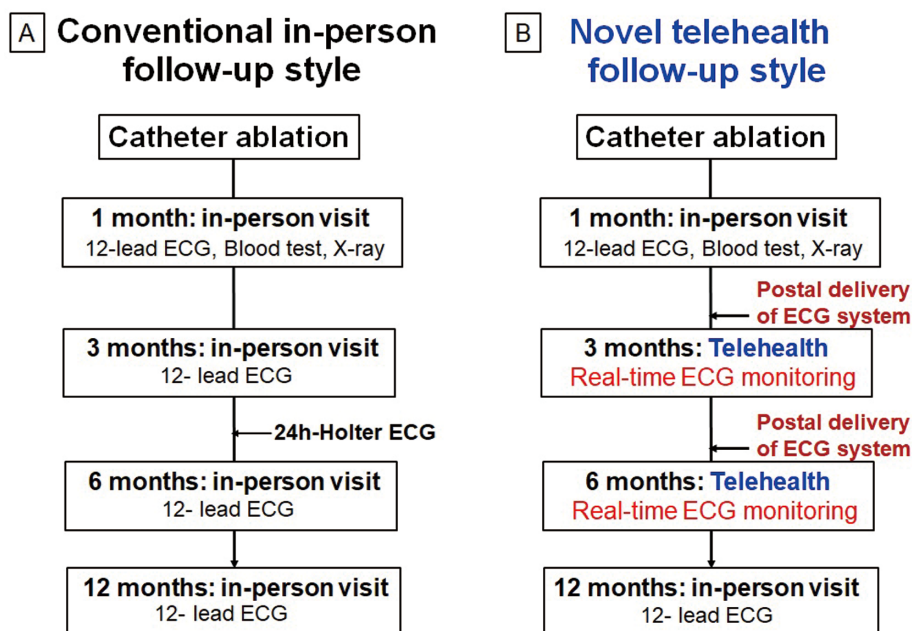 A Conventional in-person
follow-up style
Catheter ablation
1 month: in-person visit
12-lead ECG, Blood test, X-ray
3 months: in-person visit
12- lead ECG
24h-Holter ECG
6 months: in-person visit
12- lead ECG
12 months: in-person visit
12- lead ECG
B Novel telehealth
follow-up style
Catheter ablation
1 month: in-person visit
12-lead ECG, Blood test, X-ray
Postal delivery
of ECG system
3 months: Telehealth
Real-time ECG monitoring
Postal delivery
of ECG system
6 months: Telehealth
Real-time ECG monitoring
12 months: in-person visit
12- lead ECG